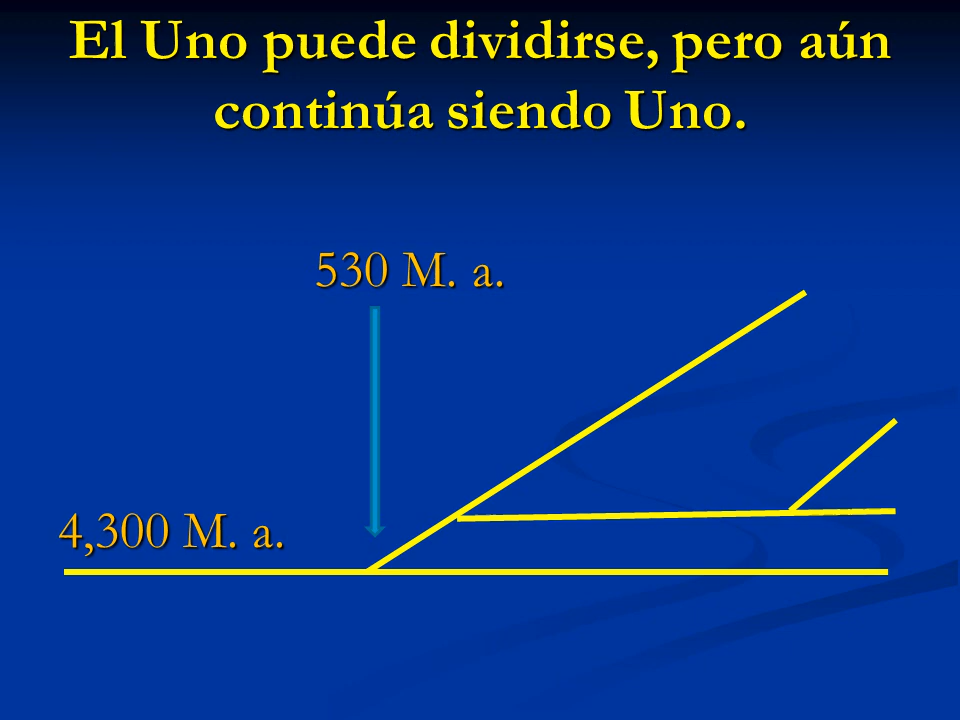 El Uno puede dividirse, pero aún
continúa siendo Uno.
530 M. a.
4,300 M. a.